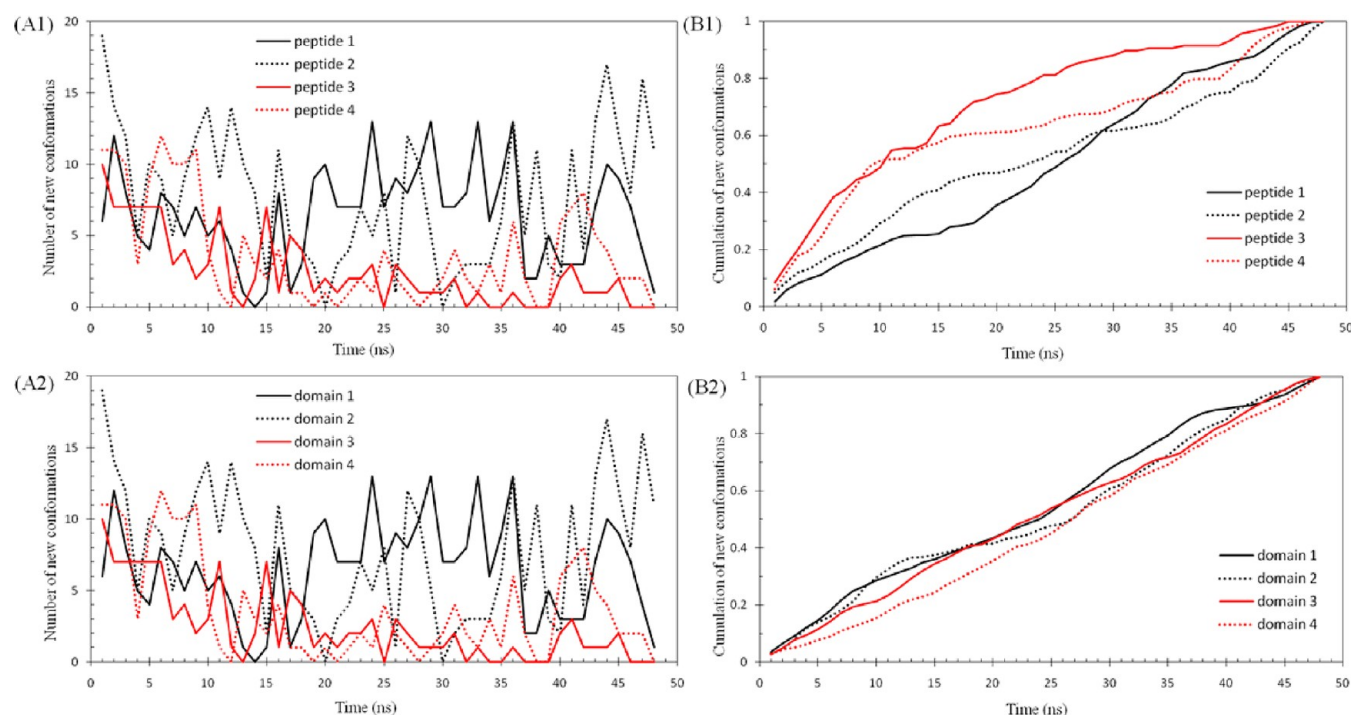 (A1)
Number of new conformations
20
15
10
5
0
peptide 1
peptide 2
peptide 3
peptide 4
0 5 10 15 20 25 30 35 40 45 50
Time (ns)
(B1)
Cumulation of new conformations
1
0.8
0.6
0.4
0.2
0
peptide 1
peptide 2
peptide 3
peptide 4
0 5 10 15 20 25 30 35 40 45 50
Time (ns)
(A2)
Number of new conformations
20
15
10
5
0
domain 1
domain 2
domain 3
domain 4
0 5 10 15 20 25 30 35 40 45 50
Time (ns)
(B2)
Cumulation of new conformations
1
0.8
0.6
0.4
0.2
0
domain 1
domain 2
domain 3
domain 4
0 5 10 15 20 25 30 35 40 45 50
Time (ns)